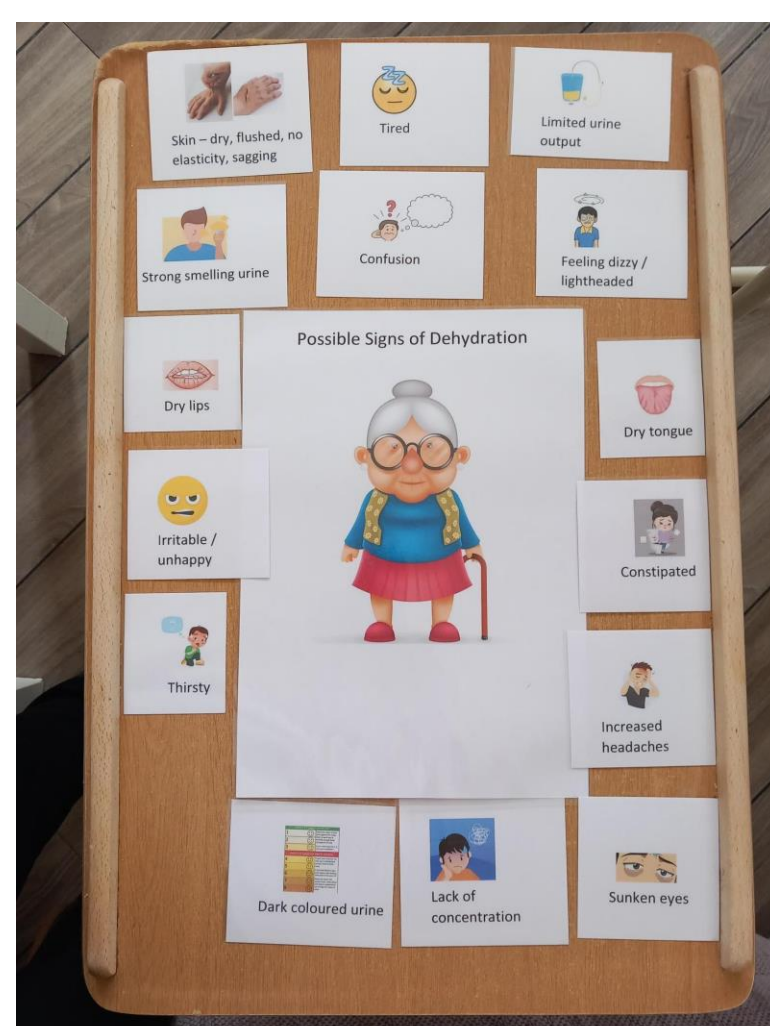 Skin – dry, flushed, no
elasticity, sagging
Tired
Limited urine
output
Strong smelling urine
Confusion
Feeling dizzy /
lightheaded
Possible Signs of Dehydration
Dry lips
Dry tongue
Irritable /
unhappy
Constipated
Thirsty
Increased
headaches
Dark coloured urine
Lack of
concentration
Sunken eyes